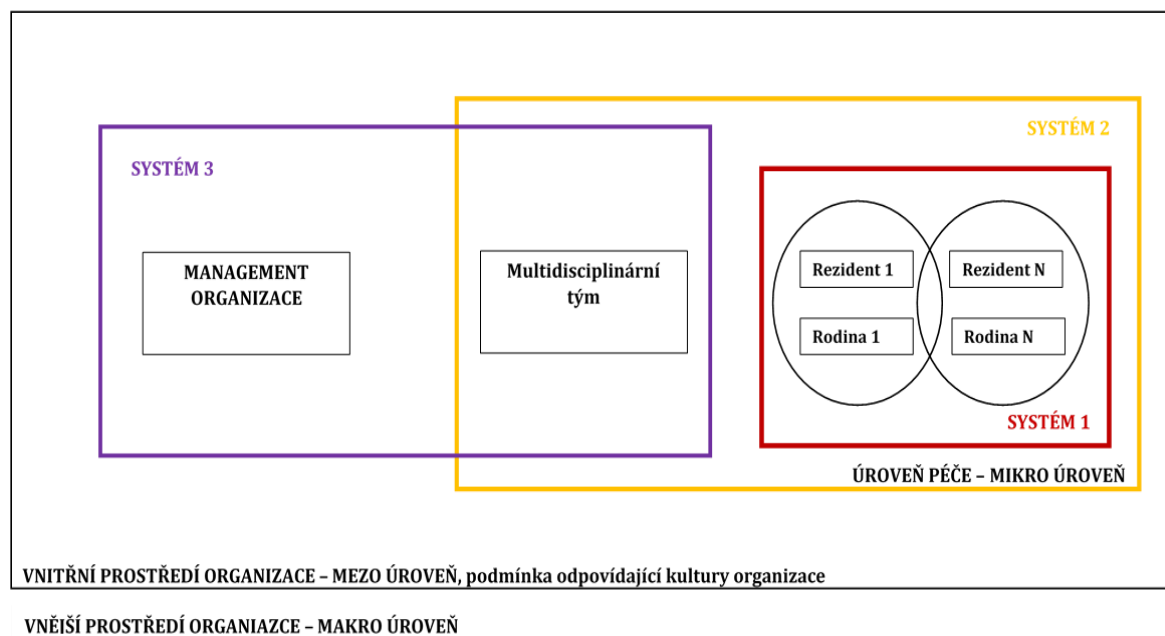 SYSTÉM 2
SYSTÉM 3
MANAGEMENT
ORGANIZACE
Multidisciplinární
tým
Rezident 1
Rezident N
Rodina 1
Rodina N
SYSTÉM 1
ÚROVEŇ PÉČE – MIKRO ÚROVEŇ
VNITŘNÍ PROSTŘEDÍ ORGANIZACE – MEZO ÚROVEŇ, podmínka odpovídající kultury organizace
VNĚJŠÍ PROSTŘEDÍ ORGANIAZCE – MAKRO ÚROVEŇ